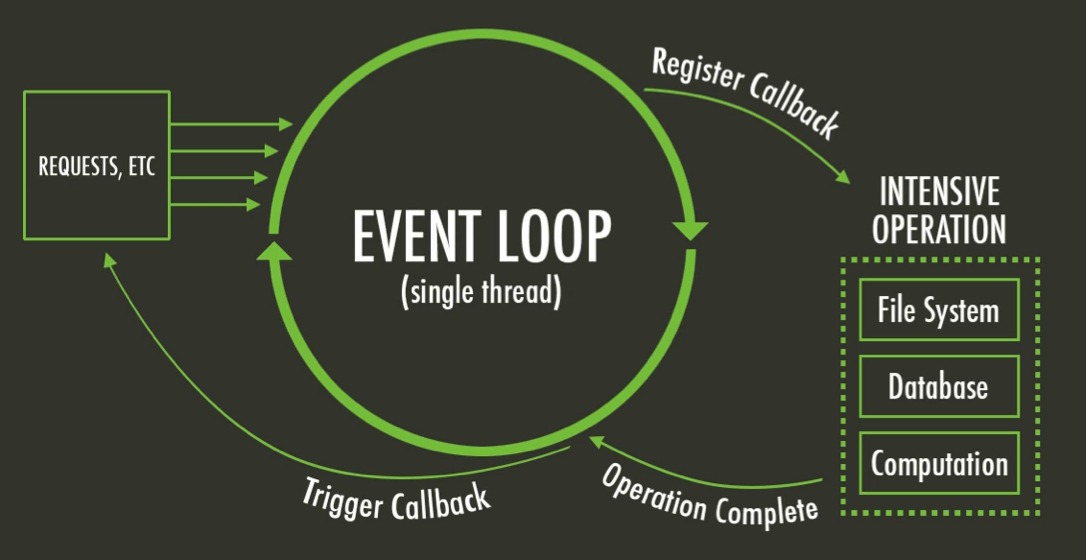 Register Callback
REQUESTS, ETC
INTENSIVE
OPERATION
EVENT LOOP
(single thread)
File System
Database
Computation
Operation Complete
Trigger Callback